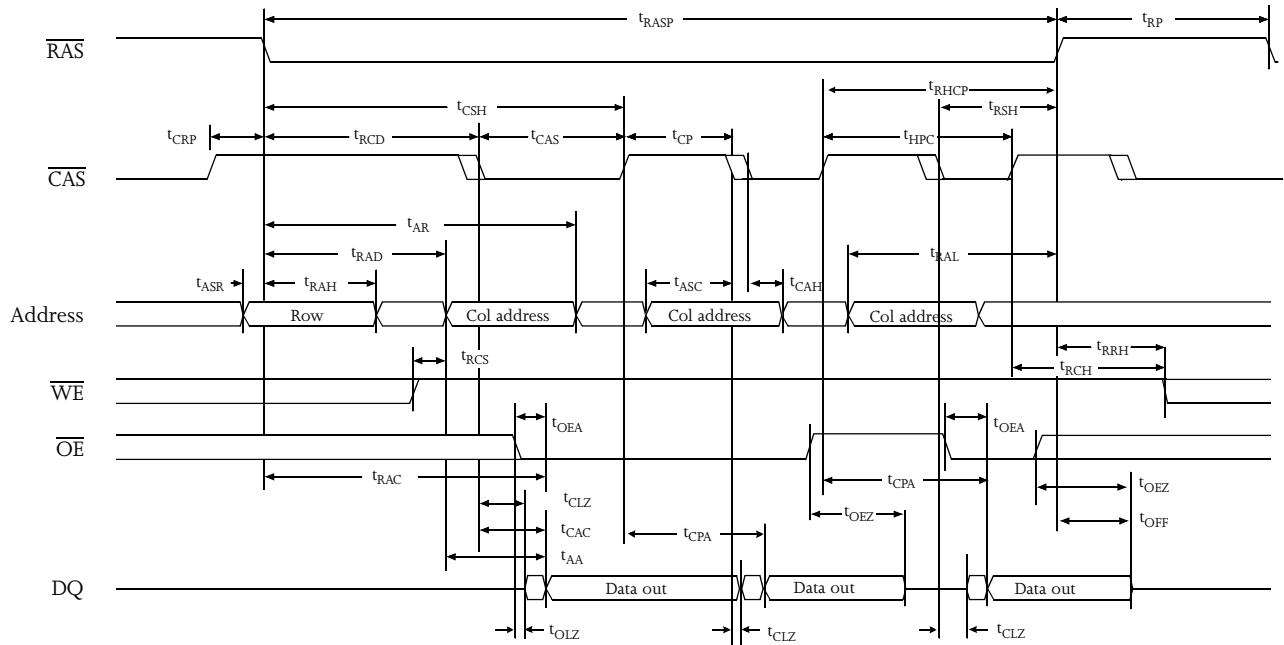 tRASP
tRP
RAS
tRHCP
tCSH
tRSH
tCRP
tRCD
tCAS
tCP
tHPC
CAS
tAR
tRAD
tRAL
tASR
tRAH
tASC
tCAH
Address
Row
Col address
Col address
Col address
tRCS
tRRH
tRCH
WE
tOEA
tOEA
OE
tRAC
tCPA
tCLZ
tOEZ
tOEZ
tCAC
tCPA
tOFF
tAA
DQ
Data out
Data out
Data out
tOLZ
tCLZ
tCLZ